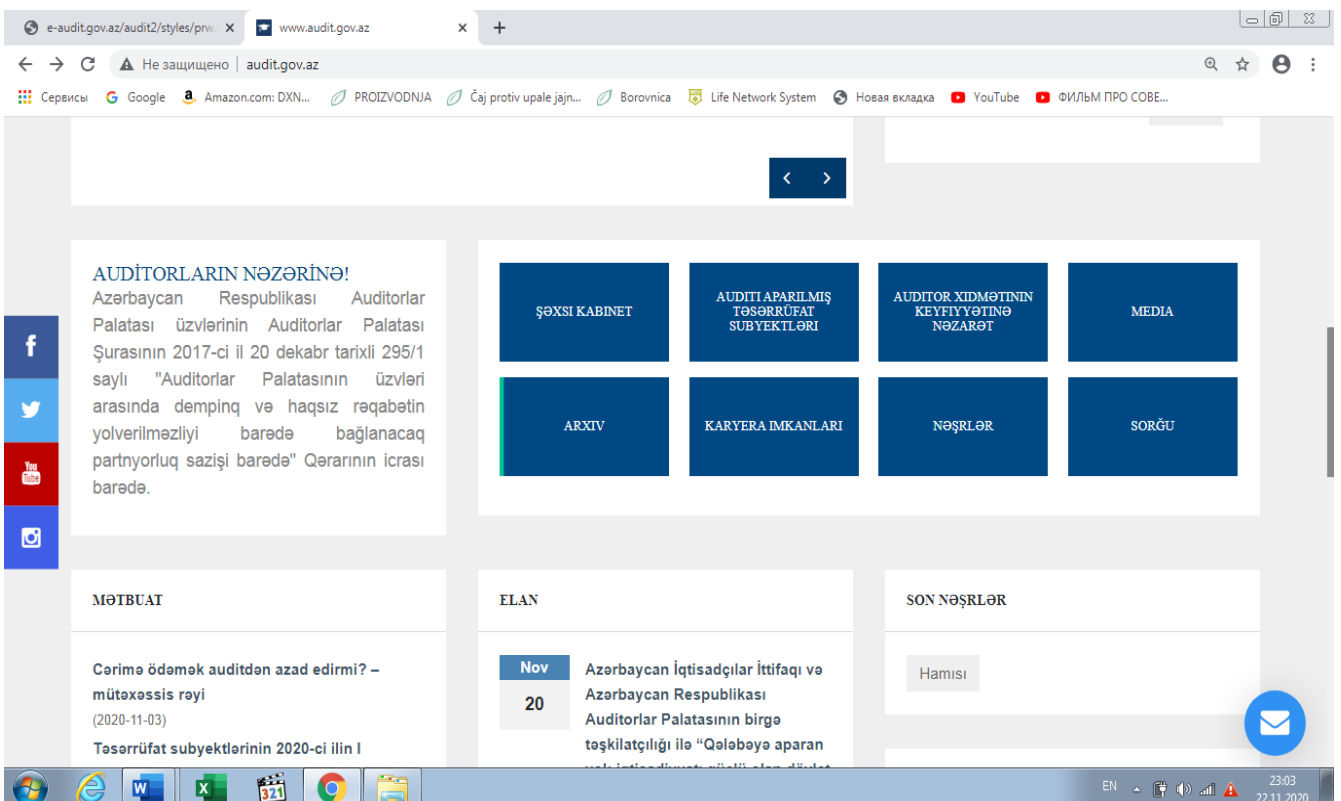 e-audit.gov.az/audit2/styles/prw
www.audit.gov.az
Не защищено | audit.gov.az
Сервисы
Google
Amazon.com: DXN...
PROIZVODNJA
Čaj protiv upale jajn...
Borovnica
Life Network System
Новая вкладка
YouTube
ФИЛЬМ ПРО СОВЕ...
AUDİTORLARIN NƏZƏRİNƏ!
Azərbaycan Respublikası Auditorlar
Palatası üzvlərinin Auditorlar Palatası
Şurasının 2017-ci il 20 dekabr tarixli 295/1
saylı "Auditorlar Palatasının üzvləri
arasında dempinq və haqsız rəqabətin
yolverilməzliyi barədə bağlanacaq
partnyorluq sazişi barədə" Qərarının icrası
barədə.
ŞƏXSI KABINET
AUDITI APARILMIŞ
TƏSƏRRÜFAT
SUBYEKTLƏRI
AUDITOR XIDMƏTININ
KEYFIYYƏTINƏ
NƏZARƏT
MEDIA
ARXIV
KARYERA IMKANLARI
NƏŞRLƏR
SORĞU
f
You
Tube
MƏTBUAT
Cərimə ödəmək auditdən azad edirmi? –
mütəxəssis rəyi
(2020-11-03)
Təsərrüfat subyektlərinin 2020-ci ilin I
ELAN
Nov
20
Azərbaycan İqtisadçılar İttifaqı və
Azərbaycan Respublikası
Auditorlar Palatasının birgə
təşkilatçılığı ilə “Qələbəyə aparan
SON NƏŞRLƏR
Hamısı
321
EN
23:03
22.11.2020